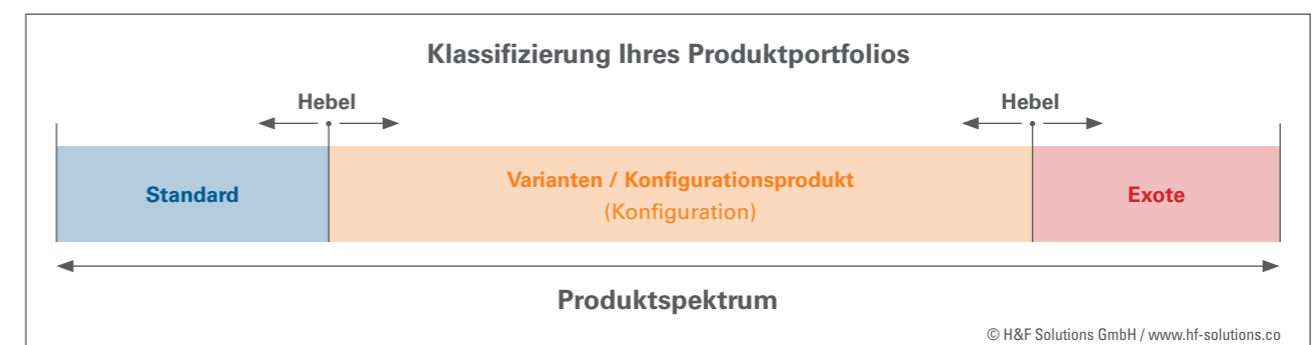 Klassifizierung Ihres Produktportfolios
Hebel
Hebel
Standard
Varianten / Konfigurationsprodukt
(Konfiguration)
Exote
Produktspektrum
© H&F Solutions GmbH / www.hf-solutions.co